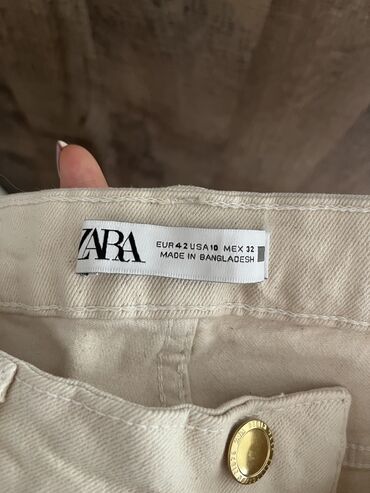 ZARA
EUR 42 USA 10 MEX 32
MADE IN BANGLADESH